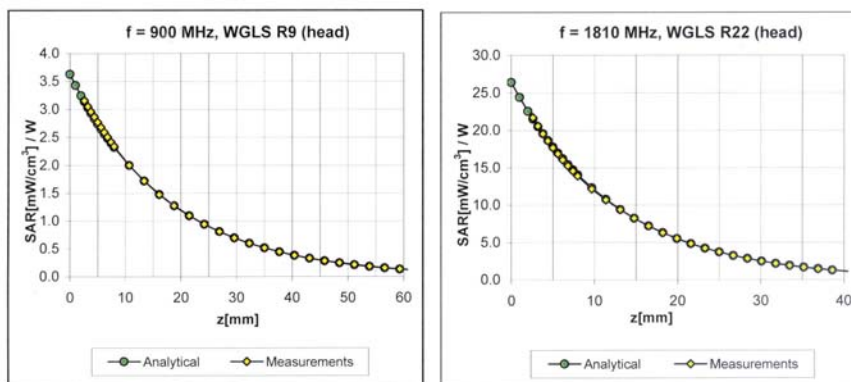 f = 900 MHz, WGLS R9 (head)
SAR[mW/cm³] / W
4.0
3.5
3.0
2.5
2.0
1.5
1.0
0.5
0.0
0 10 20 30 40 50 60
z[mm]
Analytical Measurements
f = 1810 MHz, WGLS R22 (head)
SAR[mW/cm³] / W
30.0
25.0
20.0
15.0
10.0
5.0
0.0
0 10 20 30 40
z[mm]
Analytical Measurements